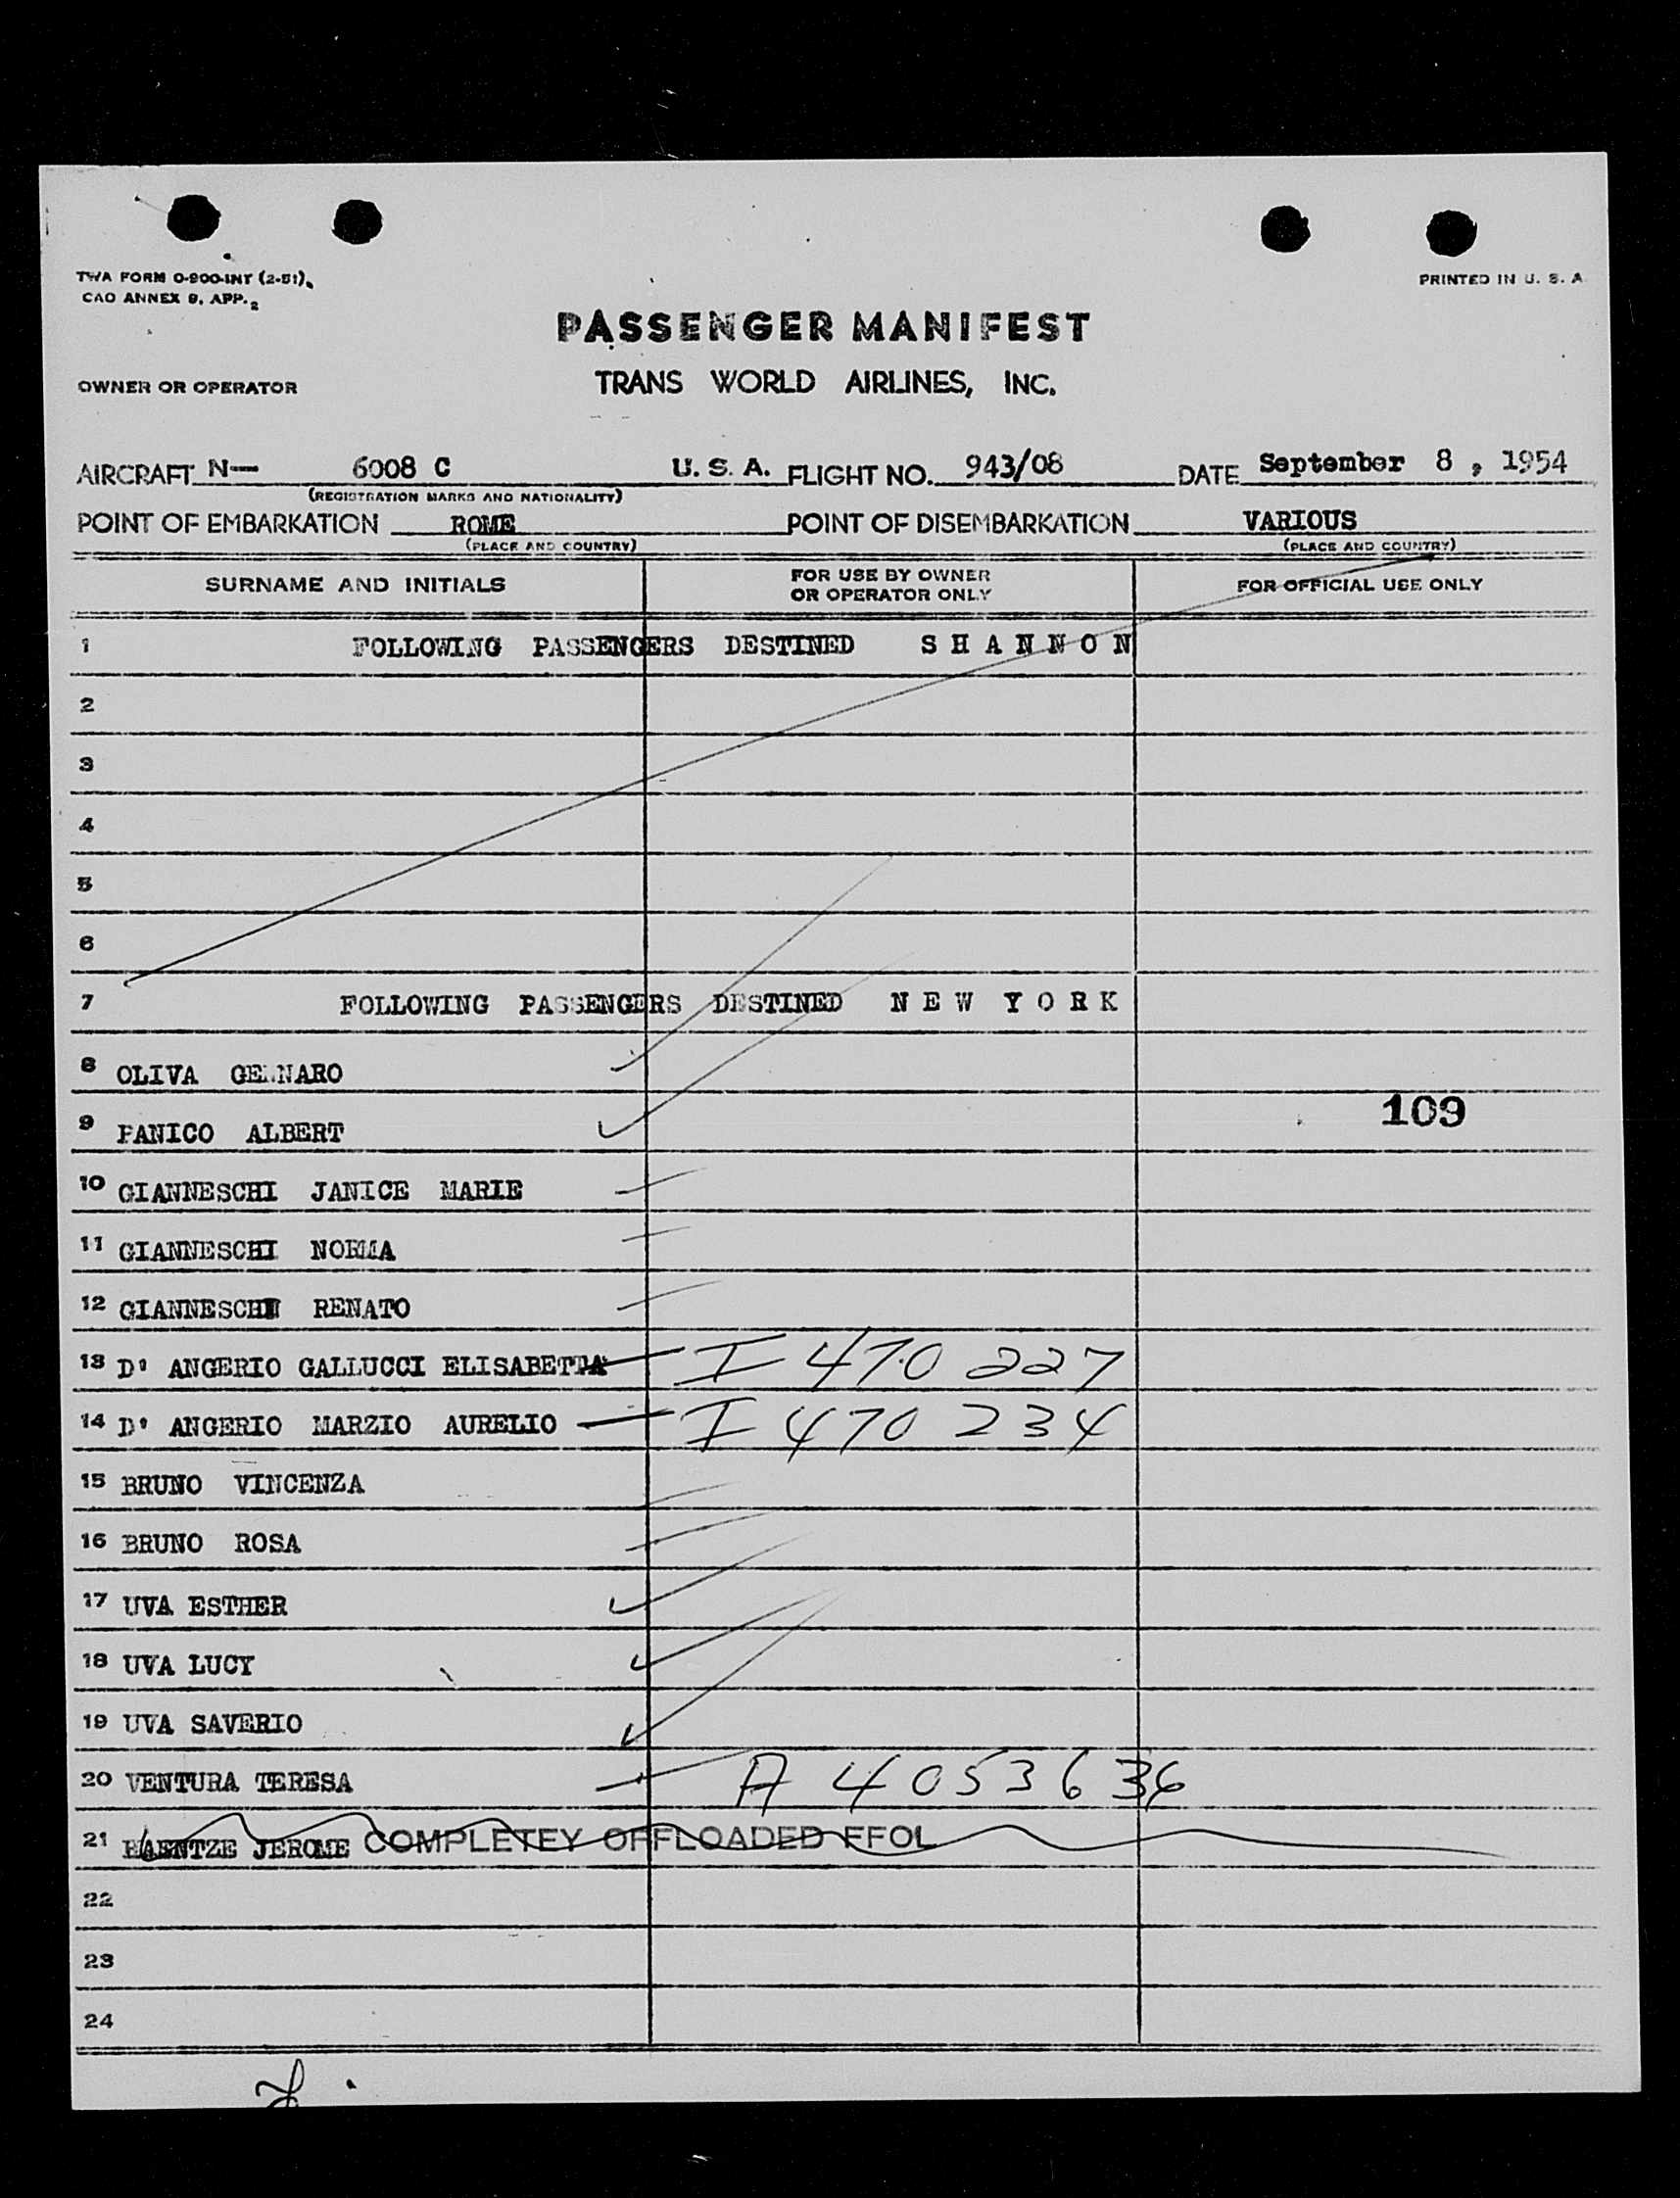 TWA FORM O-900-INT (2-51).
CAO ANNEX 9, APP. 2
PRINTED IN U. S. A
PASSENGER MANIFEST
OWNER OR OPERATOR
TRANS WORLD AIRLINES, INC.
AIRCRAFT N— 6008 C U. S. A. FLIGHT NO. 943/08 DATE September 8 , 1954
(REGISTRATION MARKS AND NATIONALITY)
POINT OF EMBARKATION ROME POINT OF DISEMBARKATION VARIOUS
(PLACE AND COUNTRY) (PLACE AND COUNTRY)
SURNAME AND INITIALS
FOR USE BY OWNER
OR OPERATOR ONLY
FOR OFFICIAL USE ONLY
1 FOLLOWING PASSENGERS DESTINED S H A N N O N
2
3
4
5
6
7 FOLLOWING PASSENGERS DESTINED N E W Y O R K
8 OLIVA GENNARO
9 PANICO ALBERT
109
10 GIANNESCHI JANICE MARIE
11 GIANNESCHI NORMA
12 GIANNESCHI RENATO
13 D' ANGERIO GALLUCCI ELISABETTA I 470 227
14 D' ANGERIO MARZIO AURELIO I 470 234
15 BRUNO VINCENZA
16 BRUNO ROSA
17 UVA ESTHER
18 UVA LUCY
19 UVA SAVERIO
20 VENTURA TERESA A 4053636
21 JEROME COMPLETEY OFFLOADED FFOL
22
23
24